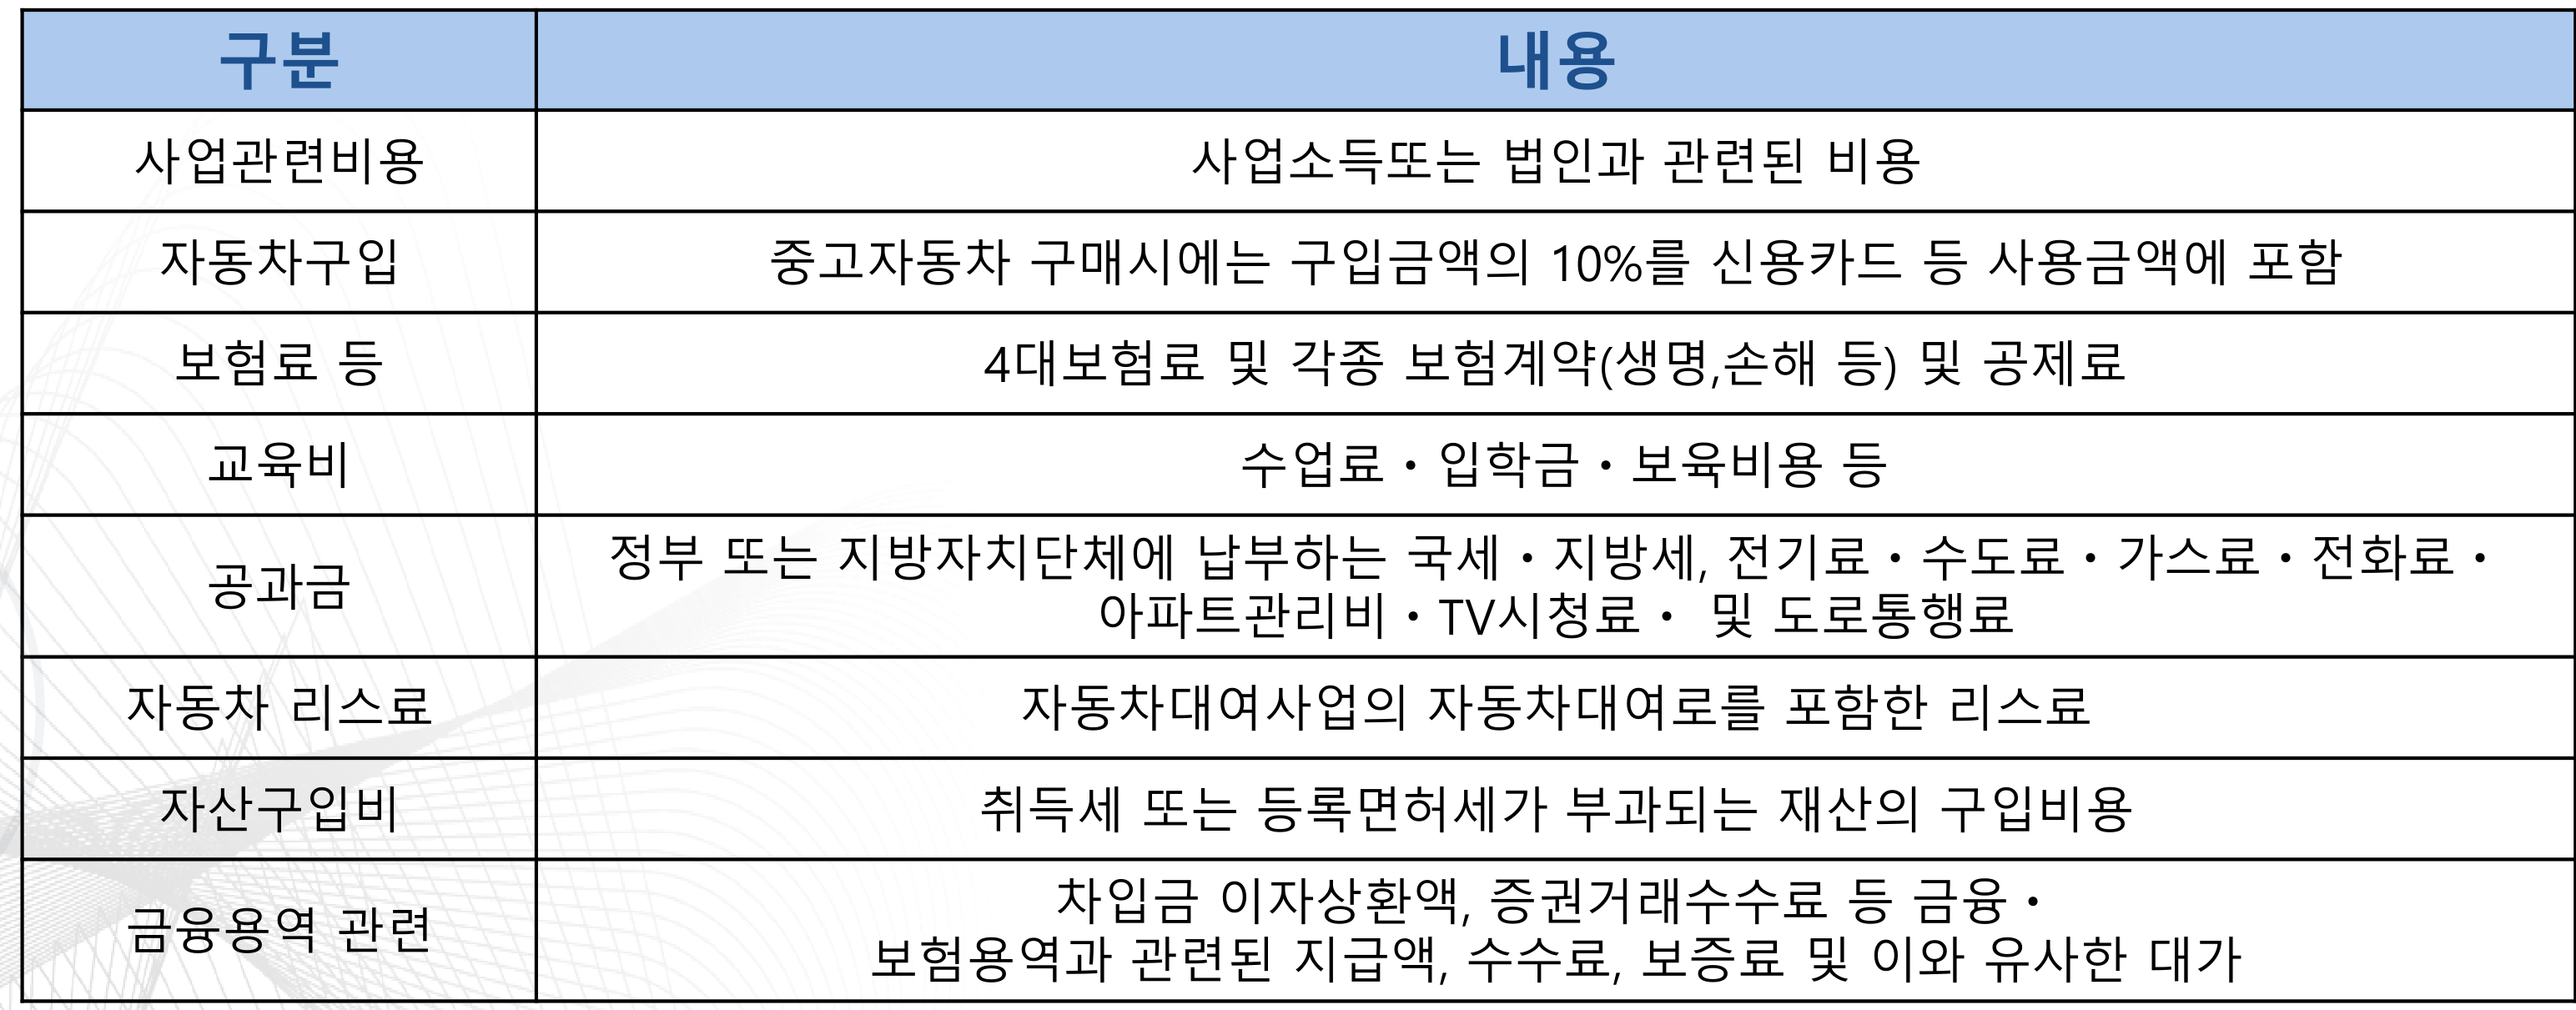 구분 내용
사업관련비용 사업소득또는 법인과 관련된 비용
자동차구입 중고자동차 구매시에는 구입금액의 10%를 신용카드 등 사용금액에 포함
보험료 등 4대보험료 및 각종 보험계약(생명,손해 등) 및 공제료
교육비 수업료・입학금・보육비용 등
공과금 정부 또는 지방자치단체에 납부하는 국세・지방세, 전기료・수도료・가스료・전화료・
아파트관리비・TV시청료・ 및 도로통행료
자동차 리스료 자동차대여사업의 자동차대여로를 포함한 리스료
자산구입비 취득세 또는 등록면허세가 부과되는 재산의 구입비용
금융용역 관련 차입금 이자상환액, 증권거래수수료 등 금융・
보험용역과 관련된 지급액, 수수료, 보증료 및 이와 유사한 대가